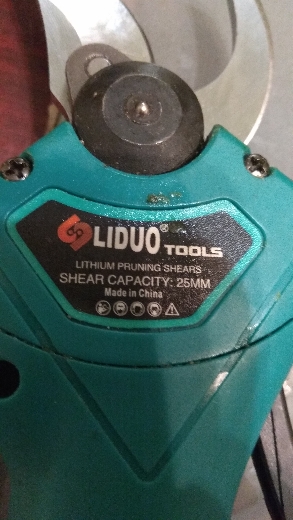 LIDUO® TOOLS
LITHIUM PRUNING SHEARS
SHEAR CAPACITY: 25MM
Made in China